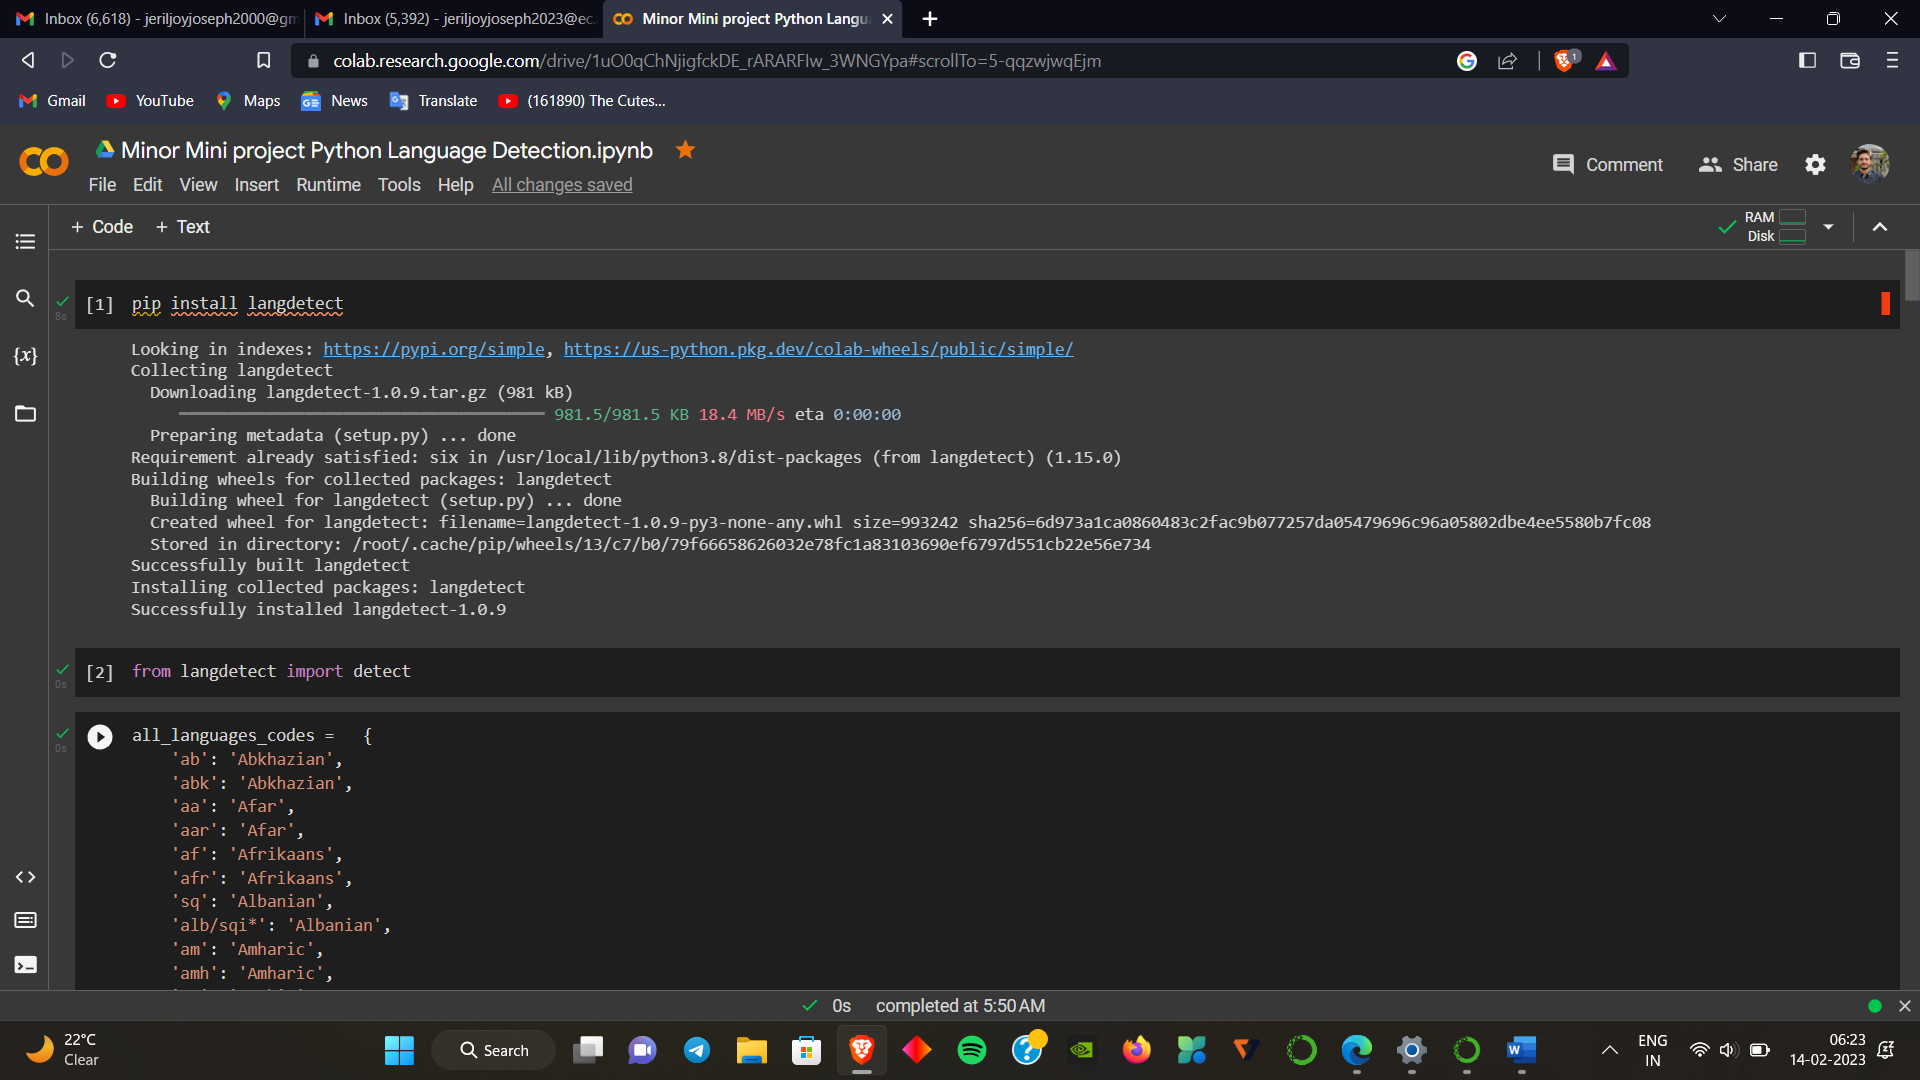 Inbox (6,618) - jeriljoyjoseph2000@gm
Inbox (5,392) - jeriljoyjoseph2023@ec.
Minor Mini project Python Langu
colab.research.google.com/drive/1uO0qChNjigfckDE_rARARFIw_3WNGYpa#scrollTo=5-qqzwjwqEjm
1
Gmail
YouTube
Maps
News
Translate
(161890) The Cutes...
Minor Mini project Python Language Detection.ipynb
Comment
Share
File Edit View Insert Runtime Tools Help All changes saved
+ Code + Text
RAM
Disk
[1] pip install langdetect
8s
Looking in indexes: https://pypi.org/simple, https://us-python.pkg.dev/colab-wheels/public/simple/
Collecting langdetect
Downloading langdetect-1.0.9.tar.gz (981 kB)
981.5/981.5 KB 18.4 MB/s eta 0:00:00
Preparing metadata (setup.py) ... done
Requirement already satisfied: six in /usr/local/lib/python3.8/dist-packages (from langdetect) (1.15.0)
Building wheels for collected packages: langdetect
Building wheel for langdetect (setup.py) ... done
Created wheel for langdetect: filename=langdetect-1.0.9-py3-none-any.whl size=993242 sha256=6d973a1ca0860483c2fac9b077257da05479696c96a05802dbe4ee5580b7fc08
Stored in directory: /root/.cache/pip/wheels/13/c7/b0/79f66658626032e78fc1a83103690ef6797d551cb22e56e734
Successfully built langdetect
Installing collected packages: langdetect
Successfully installed langdetect-1.0.9
[2] from langdetect import detect
0s
all_languages_codes = {
0s
'ab': 'Abkhazian',
'abk': 'Abkhazian',
'aa': 'Afar',
'aar': 'Afar',
'af': 'Afrikaans',
'afr': 'Afrikaans',
'sq': 'Albanian',
'alb/sqi*': 'Albanian',
'am': 'Amharic',
'amh': 'Amharic',
0s completed at 5:50 AM
22°C
Clear
Search
ENG
IN
06:23
14-02-2023